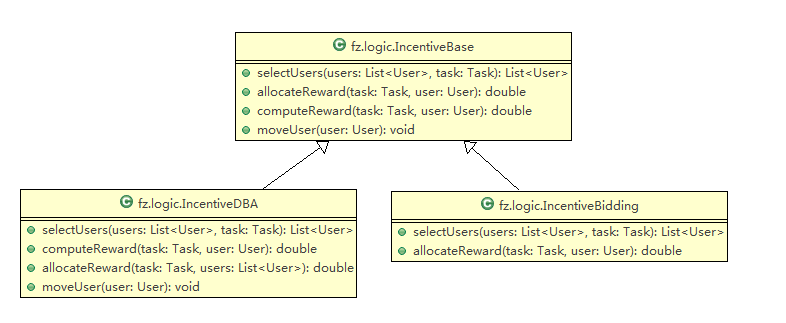 C fz.logic.IncentiveBase
selectUsers(users: List<User>, task: Task): List<User>
allocateReward(task: Task, user: User): double
computeReward(task: Task, user: User): double
moveUser(user: User): void
C fz.logic.IncentiveDBA
selectUsers(users: List<User>, task: Task): List<User>
computeReward(task: Task, user: User): double
allocateReward(task: Task, users: List<User>): double
moveUser(user: User): void
C fz.logic.IncentiveBidding
selectUsers(users: List<User>, task: Task): List<User>
allocateReward(task: Task, user: User): double